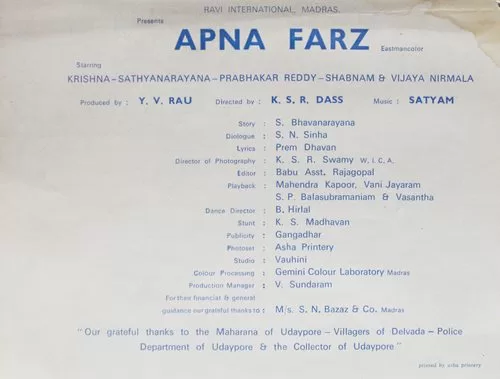 RAVI INTERNATIONAL, MADRAS.
Presents
APNA FARZ Eastmancolor
Starring
KRISHNA–SATHYANARAYANA–PRABHAKAR REDDY–SHABNAM & VIJAYA NIRMALA
Produced by : Y. V. RAU Directed by : K. S. R. DASS Music : SATYAM
Story : S. Bhavanarayana
Diologue : S. N. Sinha
Lyrics : Prem Dhavan
Director of Photography : K. S. R. Swamy W. I. C. A.
Editor : Babu Asst. Rajagopal
Playback : Mahendra Kapoor, Vani Jayaram
S. P. Balasubramaniam & Vasantha
Dance Director : B. Hirlal
Stunt : K. S. Madhavan
Publicity : Gangadhar
Photoset : Asha Printery
Studio : Vauhini
Colour Processing : Gemini Colour Laboratory Madras
Production Manager : V. Sundaram
For their financial & general
guidance our grateful thanks to : M/s. S. N. Bazaz & Co. Madras
"Our grateful thanks to the Maharana of Udaypore – Villagers of Delvada – Police
Department of Udaypore & the Collector of Udaypore"
printed by asha printery